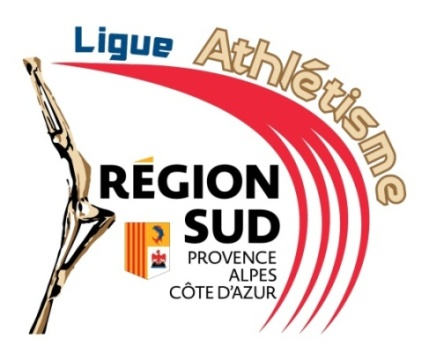 Ligue Athlétisme
RÉGION
SUD
PROVENCE
ALPES
CÔTE D'AZUR